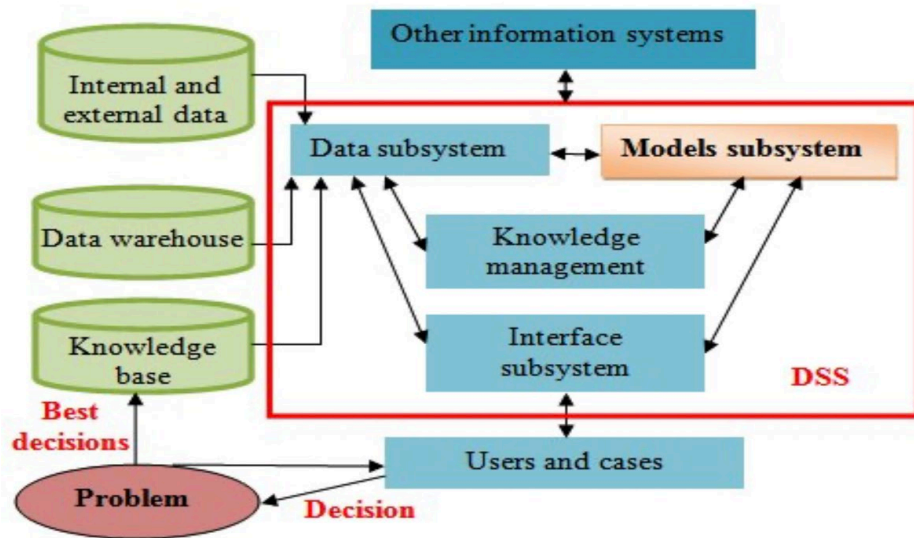 Other information systems
Internal and
external data
Data subsystem
Models subsystem
Data warehouse
Knowledge
management
Knowledge
base
Interface
subsystem
DSS
Best
decisions
Users and cases
Problem
Decision